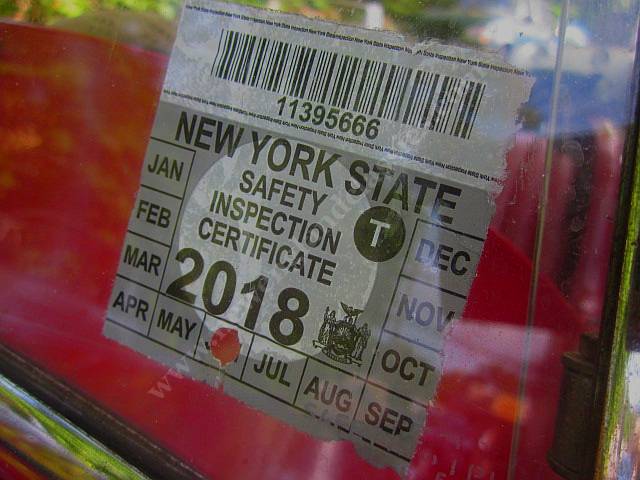 11395666
NEW YORK STATE
SAFETY
INSPECTION
CERTIFICATE
T
2018
JAN
FEB
MAR
APR
MAY
JUL
AUG
SEP
OCT
NOV
DEC